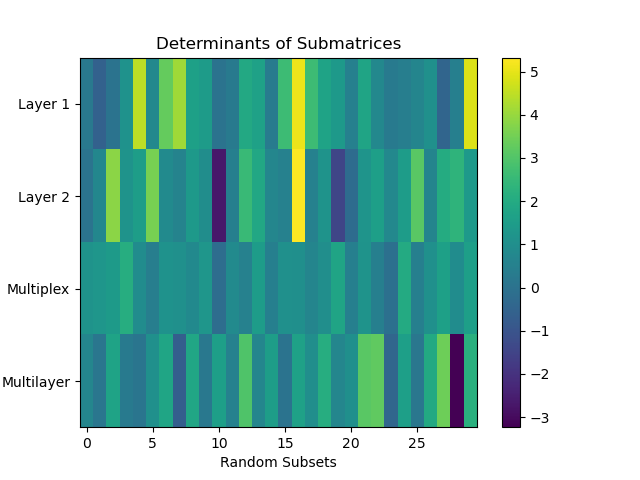 Determinants of Submatrices
Layer 1
Layer 2
Multiplex
Multilayer
0 5 10 15 20 25
Random Subsets
5
4
3
2
1
0
−1
−2
−3